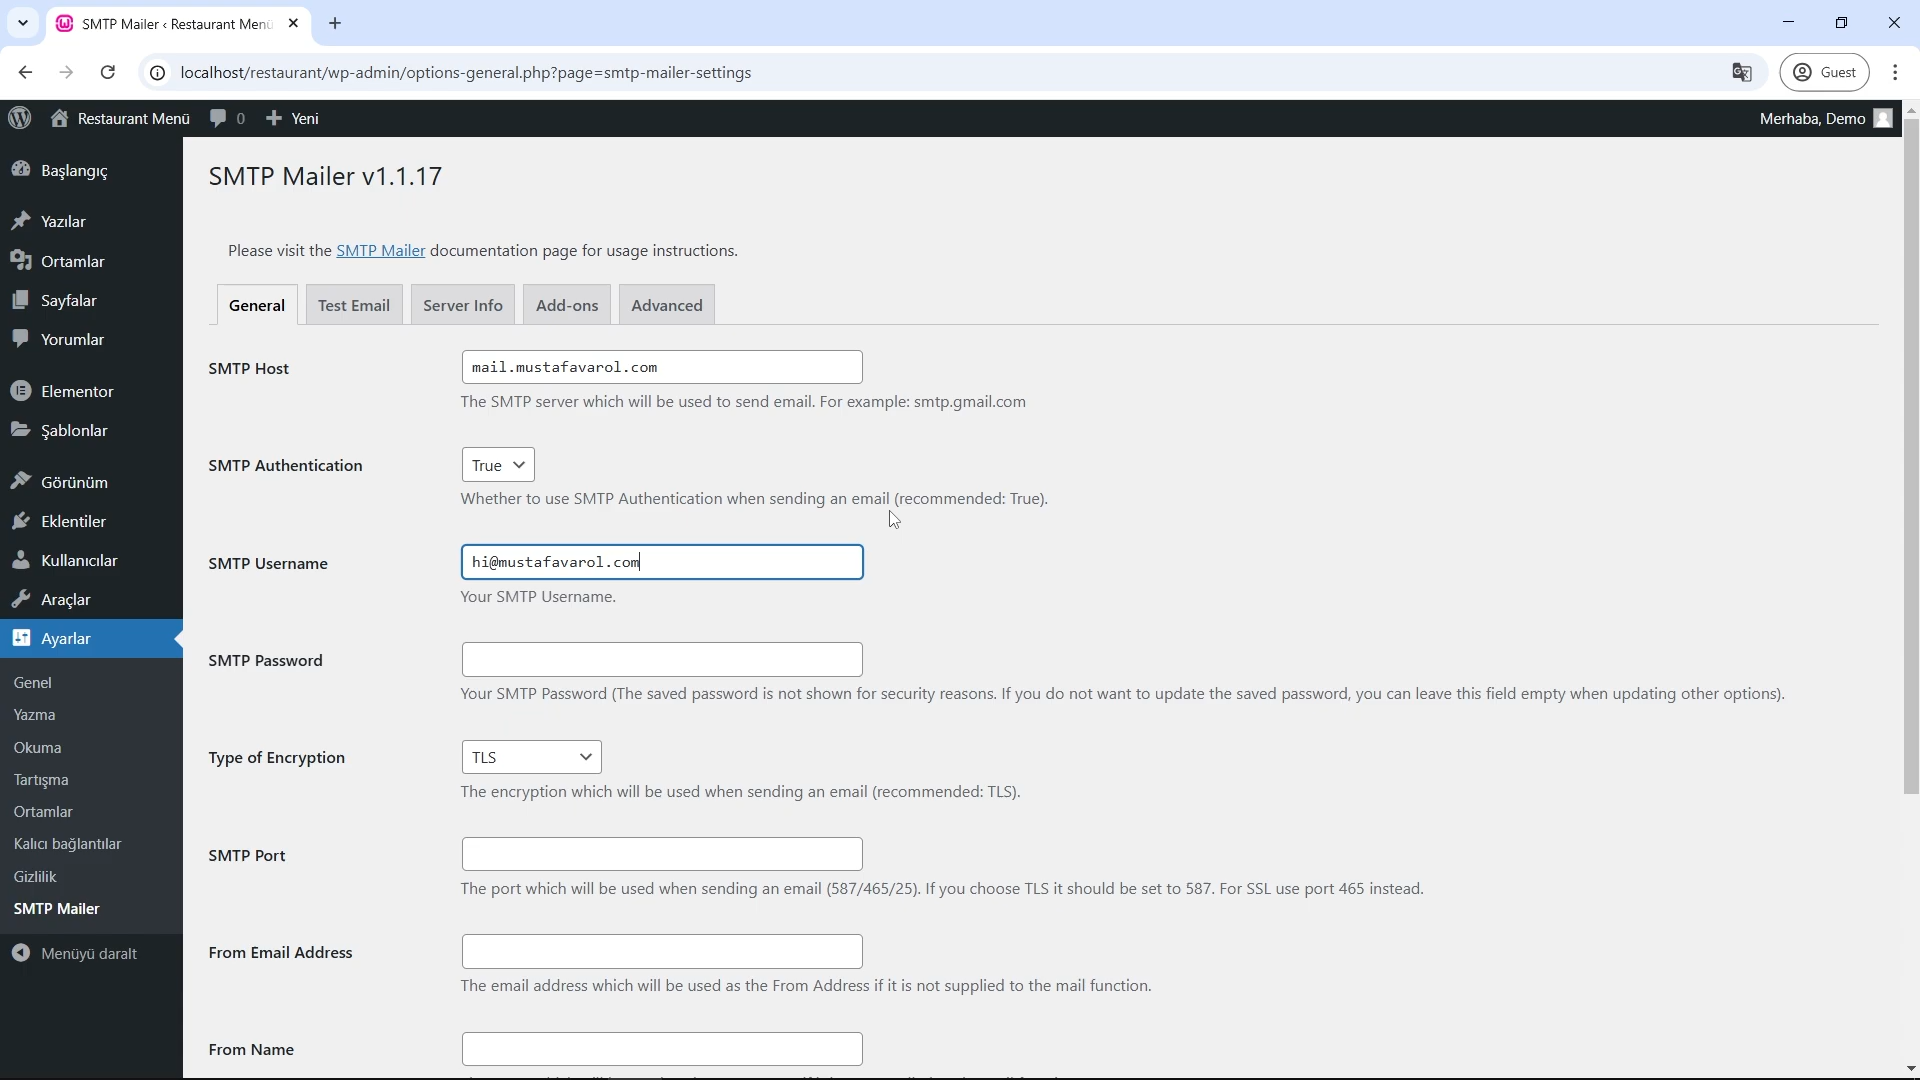 SMTP Mailer ‹ Restaurant Menü
localhost/restaurant/wp-admin/options-general.php?page=smtp-mailer-settings
Guest
Restaurant Menü
0
Yeni
Merhaba, Demo
Başlangıç
Yazılar
Ortamlar
Sayfalar
Yorumlar
Elementor
Şablonlar
Görünüm
Eklentiler
Kullanıcılar
Araçlar
Ayarlar
Genel
Yazma
Okuma
Tartışma
Ortamlar
Kalıcı bağlantılar
Gizlilik
SMTP Mailer
Menüyü daralt
SMTP Mailer v1.1.17
Please visit the SMTP Mailer documentation page for usage instructions.
General
Test Email
Server Info
Add-ons
Advanced
SMTP Host
mail.mustafavarol.com
The SMTP server which will be used to send email. For example: smtp.gmail.com
SMTP Authentication
True
Whether to use SMTP Authentication when sending an email (recommended: True).
SMTP Username
hi@mustafavarol.com
Your SMTP Username.
SMTP Password
Your SMTP Password (The saved password is not shown for security reasons. If you do not want to update the saved password, you can leave this field empty when updating other options).
Type of Encryption
TLS
The encryption which will be used when sending an email (recommended: TLS).
SMTP Port
The port which will be used when sending an email (587/465/25). If you choose TLS it should be set to 587. For SSL use port 465 instead.
From Email Address
The email address which will be used as the From Address if it is not supplied to the mail function.
From Name